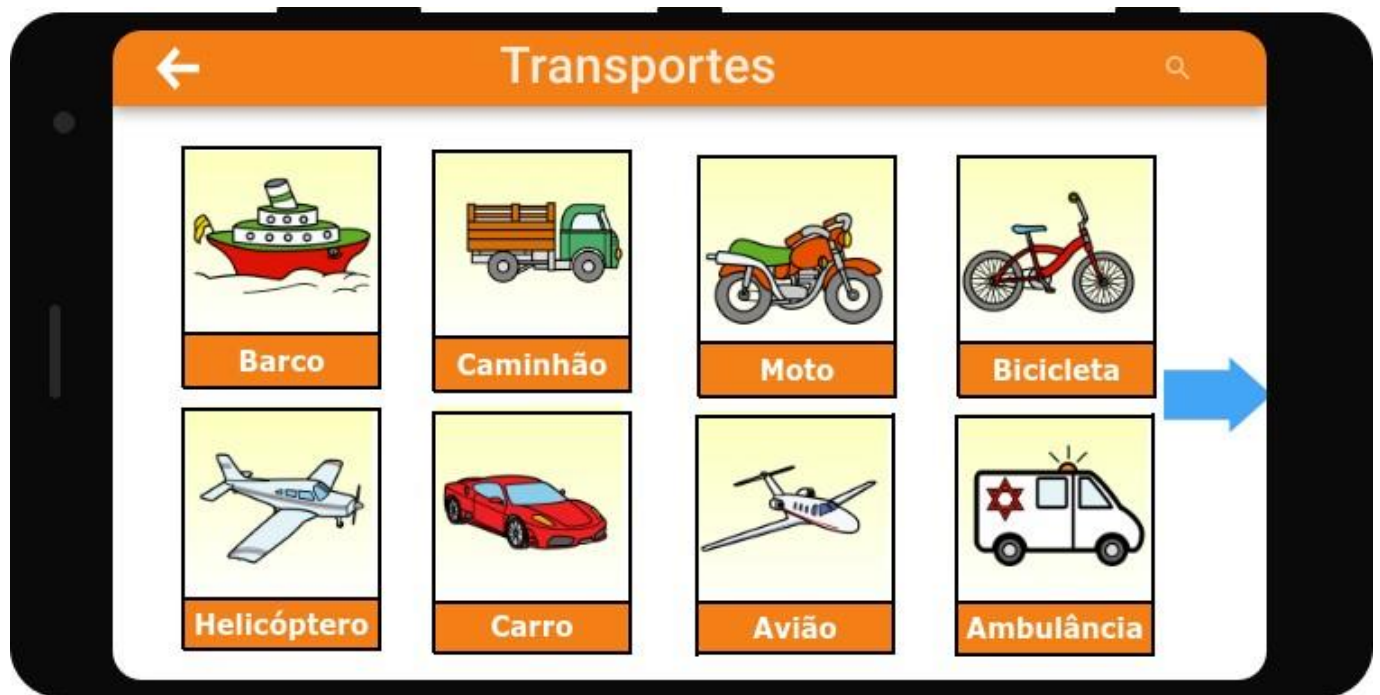 Transportes
Barco
Caminhão
Moto
Bicicleta
Helicóptero
Carro
Avião
Ambulância